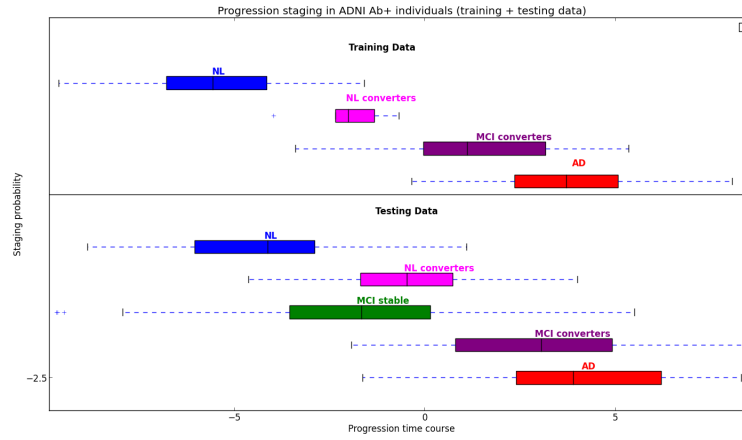 Progression staging in ADNI Ab+ individuals (training + testing data)
Training Data
NL
NL converters
MCI converters
AD
Testing Data
NL
NL converters
MCI stable
MCI converters
AD
Staging probability
−2.5
−5
0
5
Progression time course